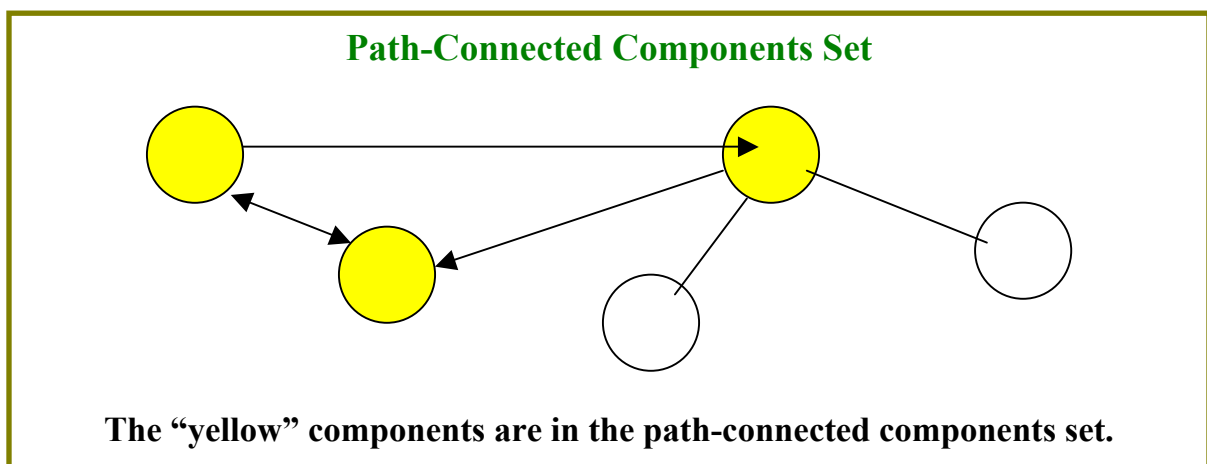 Path-Connected Components Set
The “yellow” components are in the path-connected components set.